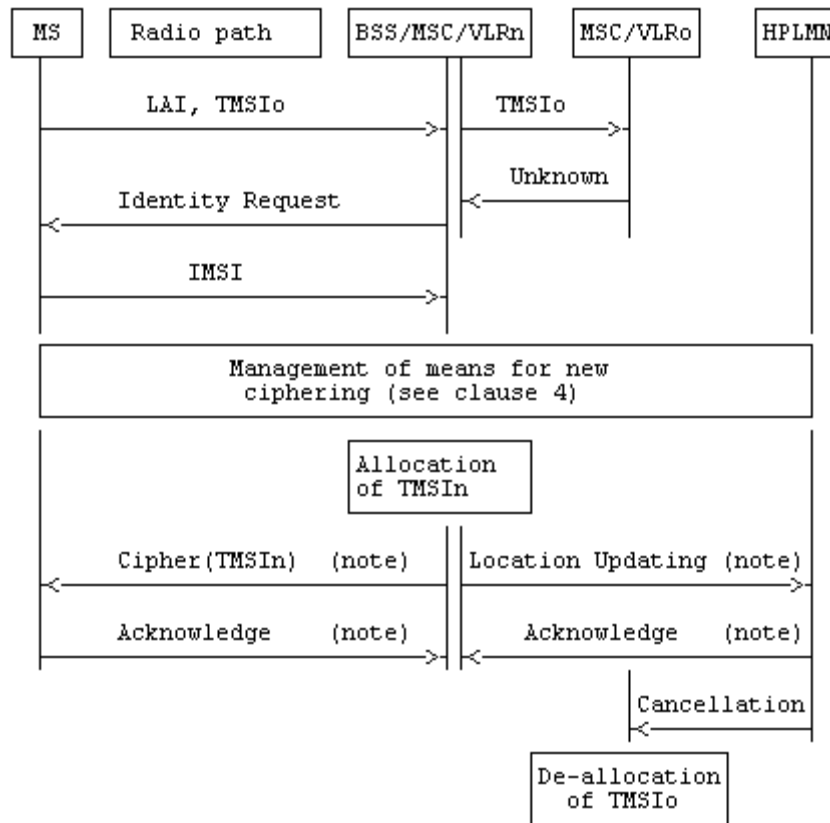 MS
Radio path
BSS/MSC/VLRn
MSC/VLRo
HPLMN
LAI, TMSIo
TMSIo
Unknown
Identity Request
IMSI
Management of means for new
ciphering (see clause 4)
Allocation
of TMSIn
Cipher(TMSIn) (note)
Location Updating (note)
Acknowledge (note)
Acknowledge (note)
Cancellation
De-allocation
of TMSIo